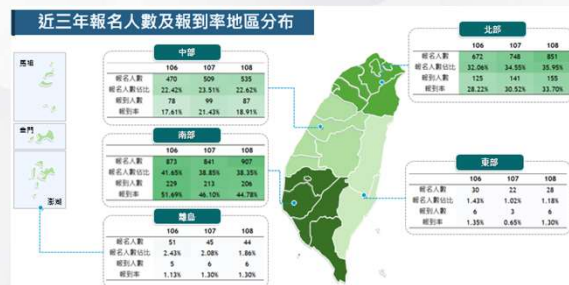 近三年報名人數及報到率地區分布
馬祖
金門
澎湖
中部
106 107 108
報名人數 470 509 535
報名人數佔比 22.42% 23.51% 22.62%
報到人數 78 99 87
報到率 17.61% 21.43% 18.91%
南部
106 107 108
報名人數 873 841 907
報名人數佔比 41.65% 38.85% 38.35%
報到人數 229 213 206
報到率 51.69% 46.10% 44.78%
離島
106 107 108
報名人數 51 45 44
報名人數佔比 2.43% 2.08% 1.86%
報到人數 5 6 6
報到率 1.13% 1.30% 1.30%
北部
106 107 108
報名人數 672 748 851
報名人數佔比 32.06% 34.55% 35.95%
報到人數 125 141 155
報到率 28.22% 30.52% 33.70%
東部
106 107 108
報名人數 30 22 28
報名人數佔比 1.43% 1.02% 1.18%
報到人數 6 3 6
報到率 1.35% 0.65% 1.30%